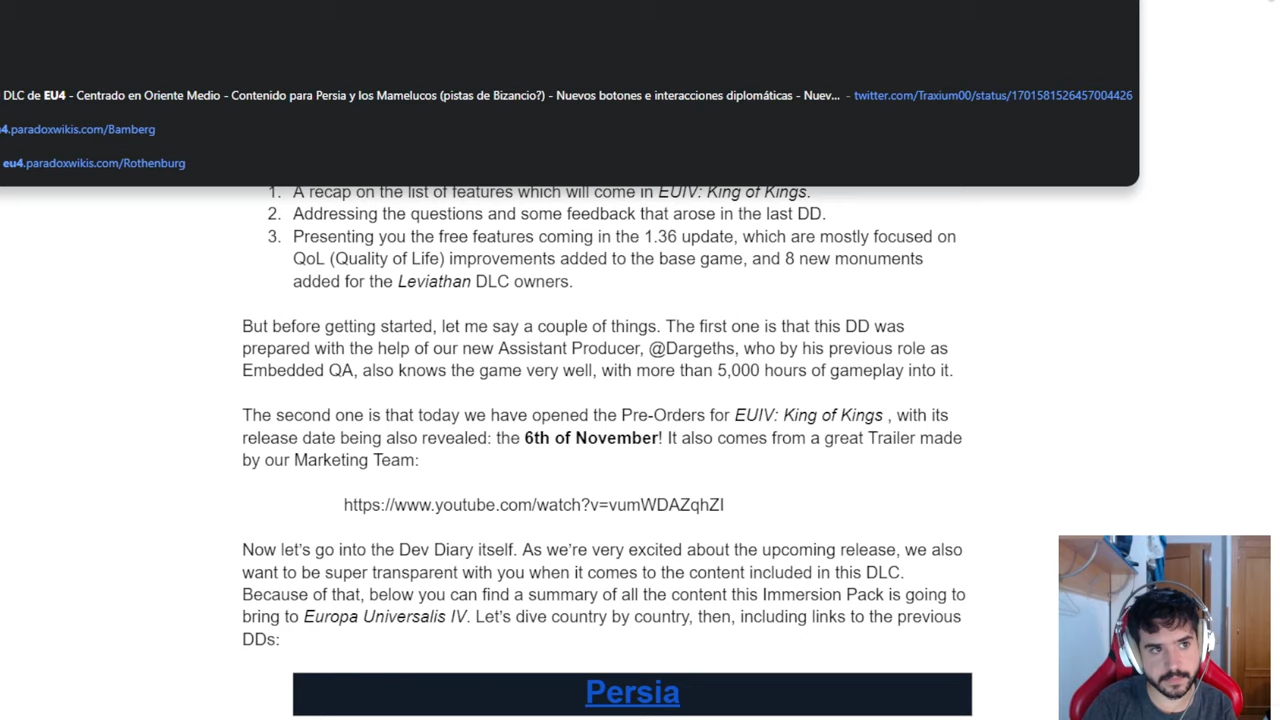 DLC de EU4 - Centrado en Oriente Medio - Contenido para Persia y los Mamelucos (pistas de Bizancio?) - Nuevos botones e interacciones diplomáticas - Nuev... - twitter.com/Traxium00/status/1701581526457004426
4.paradoxwikis.com/Bamberg
eu4.paradoxwikis.com/Rothenburg
1. A recap on the list of features which will come in EUIV: King of Kings.
2. Addressing the questions and some feedback that arose in the last DD.
3. Presenting you the free features coming in the 1.36 update, which are mostly focused on
QoL (Quality of Life) improvements added to the base game, and 8 new monuments
added for the Leviathan DLC owners.
But before getting started, let me say a couple of things. The first one is that this DD was
prepared with the help of our new Assistant Producer, @Dargeths, who by his previous role as
Embedded QA, also knows the game very well, with more than 5,000 hours of gameplay into it.
The second one is that today we have opened the Pre-Orders for EUIV: King of Kings , with its
release date being also revealed: the 6th of November! It also comes from a great Trailer made
by our Marketing Team:
https://www.youtube.com/watch?v=vumWDAZqhZI
Now let's go into the Dev Diary itself. As we're very excited about the upcoming release, we also
want to be super transparent with you when it comes to the content included in this DLC.
Because of that, below you can find a summary of all the content this Immersion Pack is going to
bring to Europa Universalis IV. Let's dive country by country, then, including links to the previous
DDs:
Persia